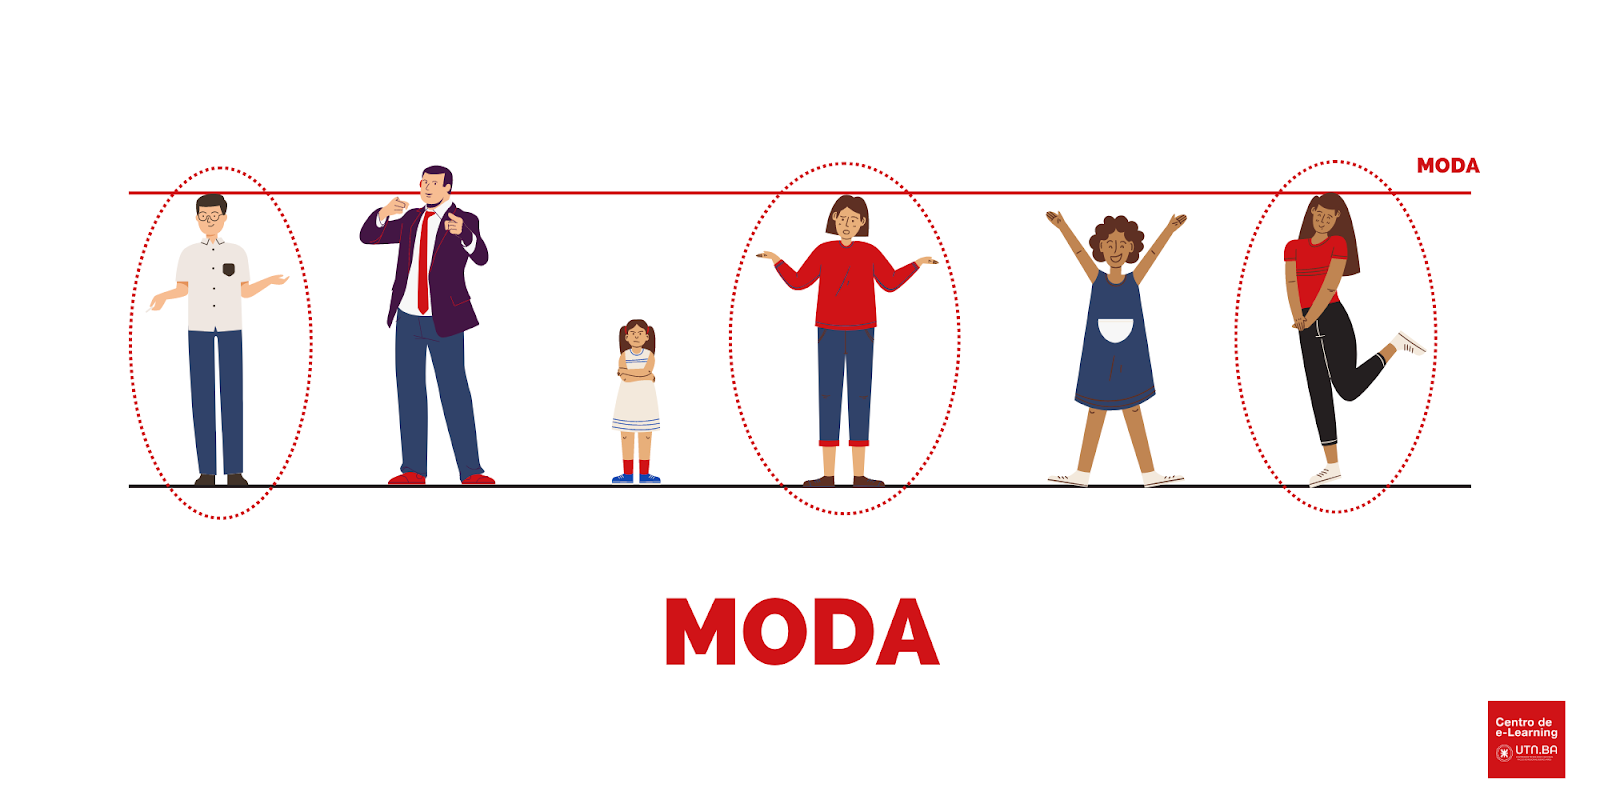 MODA
MODA
Centro de
e-Learning
UTN.BA